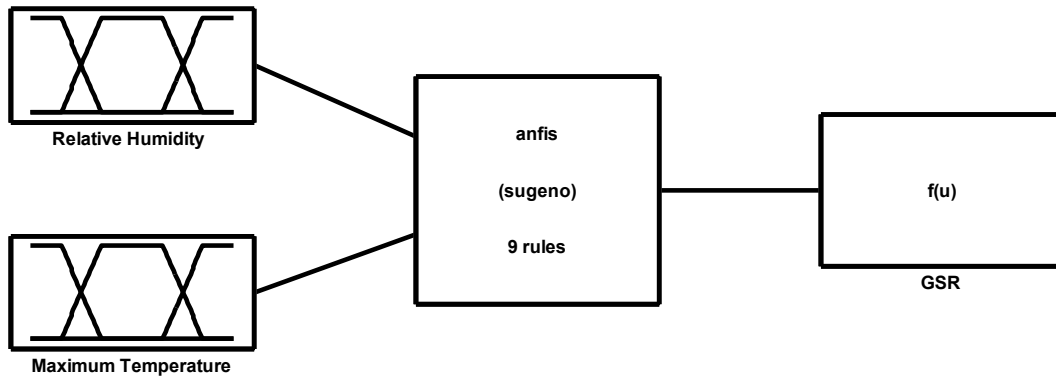 Relative Humidity
anfis
(sugeno)
9 rules
f(u)
GSR
Maximum Temperature